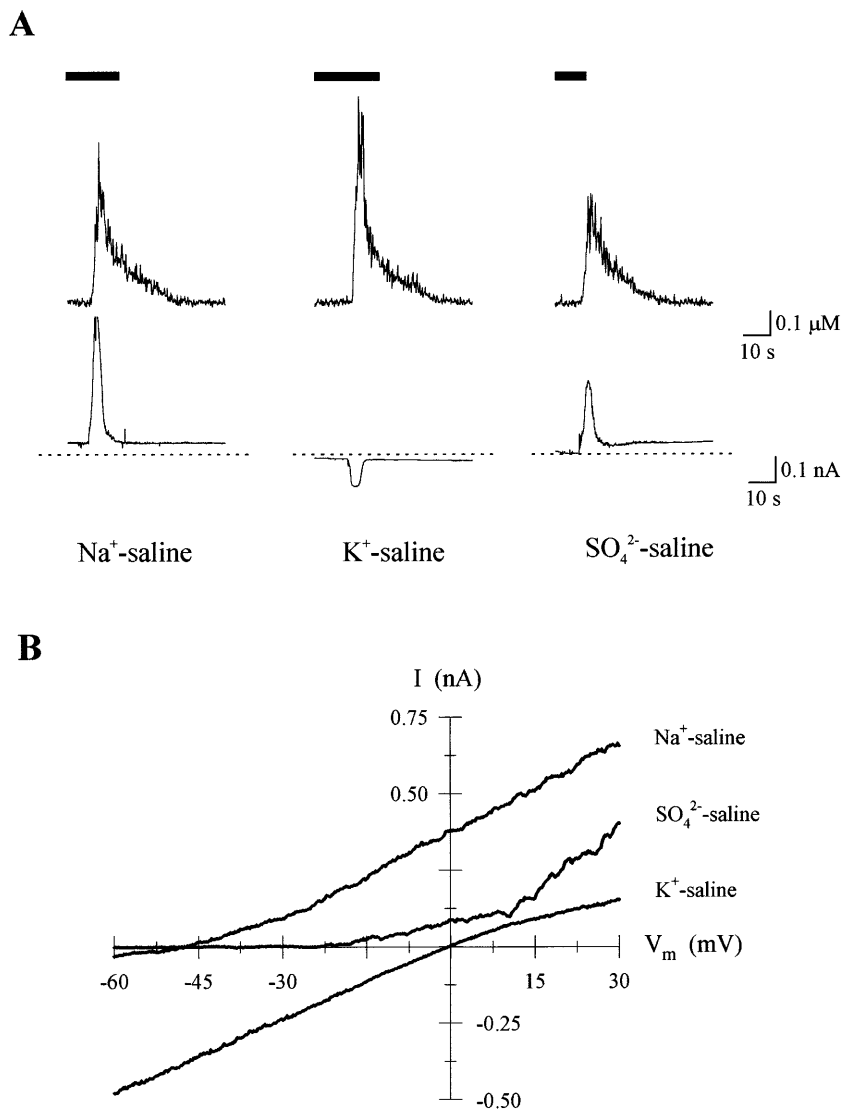 A
0.1 μM
10 s
0.1 nA
10 s
Na⁺-saline
K⁺-saline
SO₄²⁻-saline
B
I (nA)
0.75
Na⁺-saline
0.50
SO₄²⁻-saline
K⁺-saline
Vₘ (mV)
-60
-45
-30
15
30
-0.25
-0.50